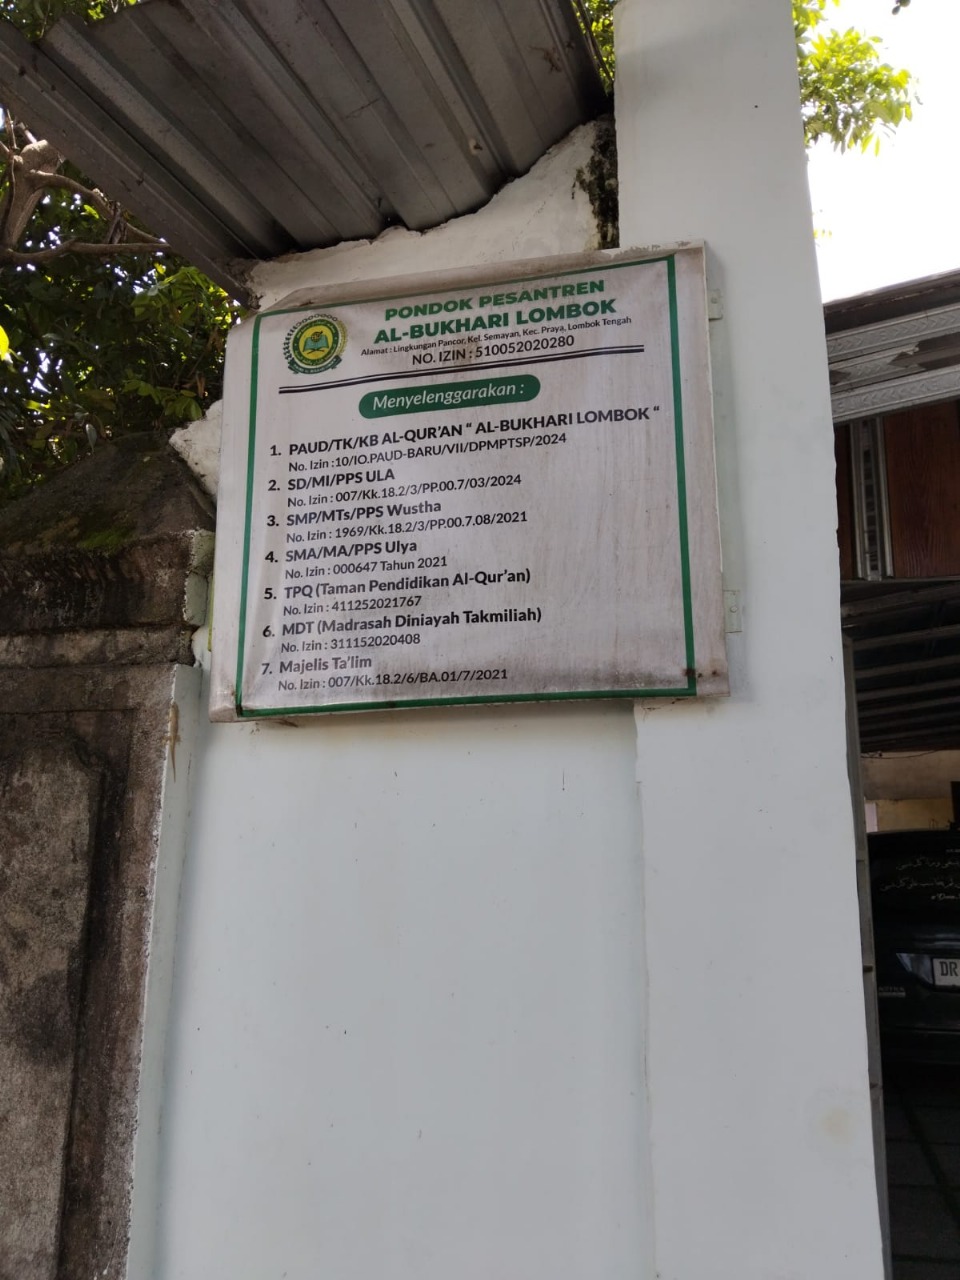 PONDOK PESANTREN
AL-BUKHARI LOMBOK
Alamat : Lingkungan Pancor, Kel. Semayan, Kec. Praya, Lombok Tengah
NO. IZIN : 510052020280
Menyelenggarakan :
1. PAUD/TK/KB AL-QUR'AN “ AL-BUKHARI LOMBOK “
No. Izin :10/IO.PAUD-BARU/VII/DPMPTSP/2024
2. SD/MI/PPS ULA
No. Izin : 007/Kk.18.2/3/PP.00.7/03/2024
3. SMP/MTs/PPS Wustha
No. Izin : 1969/Kk.18.2/3/PP.00.7.08/2021
4. SMA/MA/PPS Ulya
No. Izin : 000647 Tahun 2021
5. TPQ (Taman Pendidikan Al-Qur'an)
No. Izin : 411252021767
6. MDT (Madrasah Diniayah Takmiliah)
No. Izin : 311152020408
7. Majelis Ta'lim
No. Izin : 007/Kk.18.2/6/BA.01/7/2021
DR